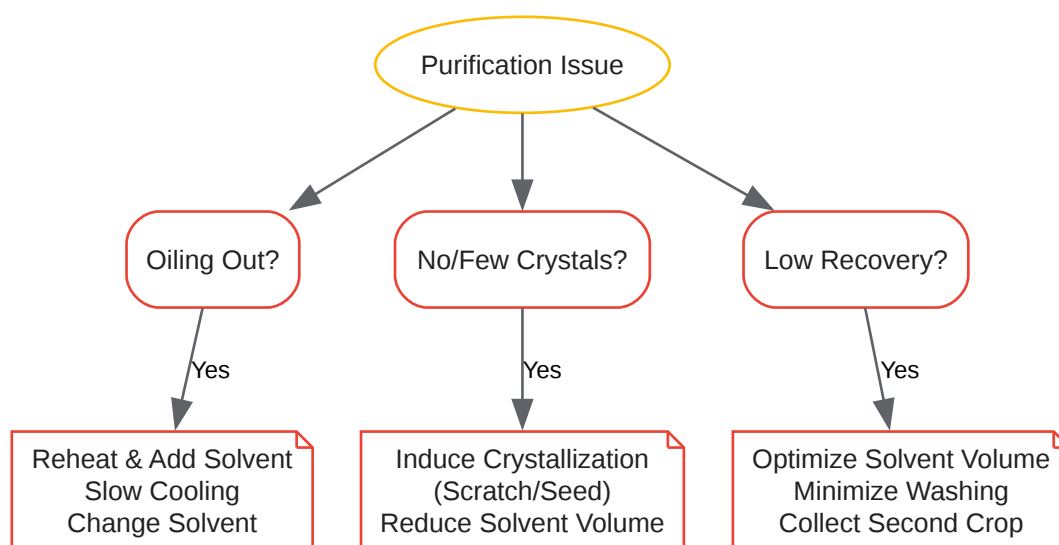 Purification Issue
Oiling Out?
No/Few Crystals?
Low Recovery?
Yes
Yes
Yes
Reheat & Add Solvent
Slow Cooling
Change Solvent
Induce Crystallization
(Scratch/Seed)
Reduce Solvent Volume
Optimize Solvent Volume
Minimize Washing
Collect Second Crop